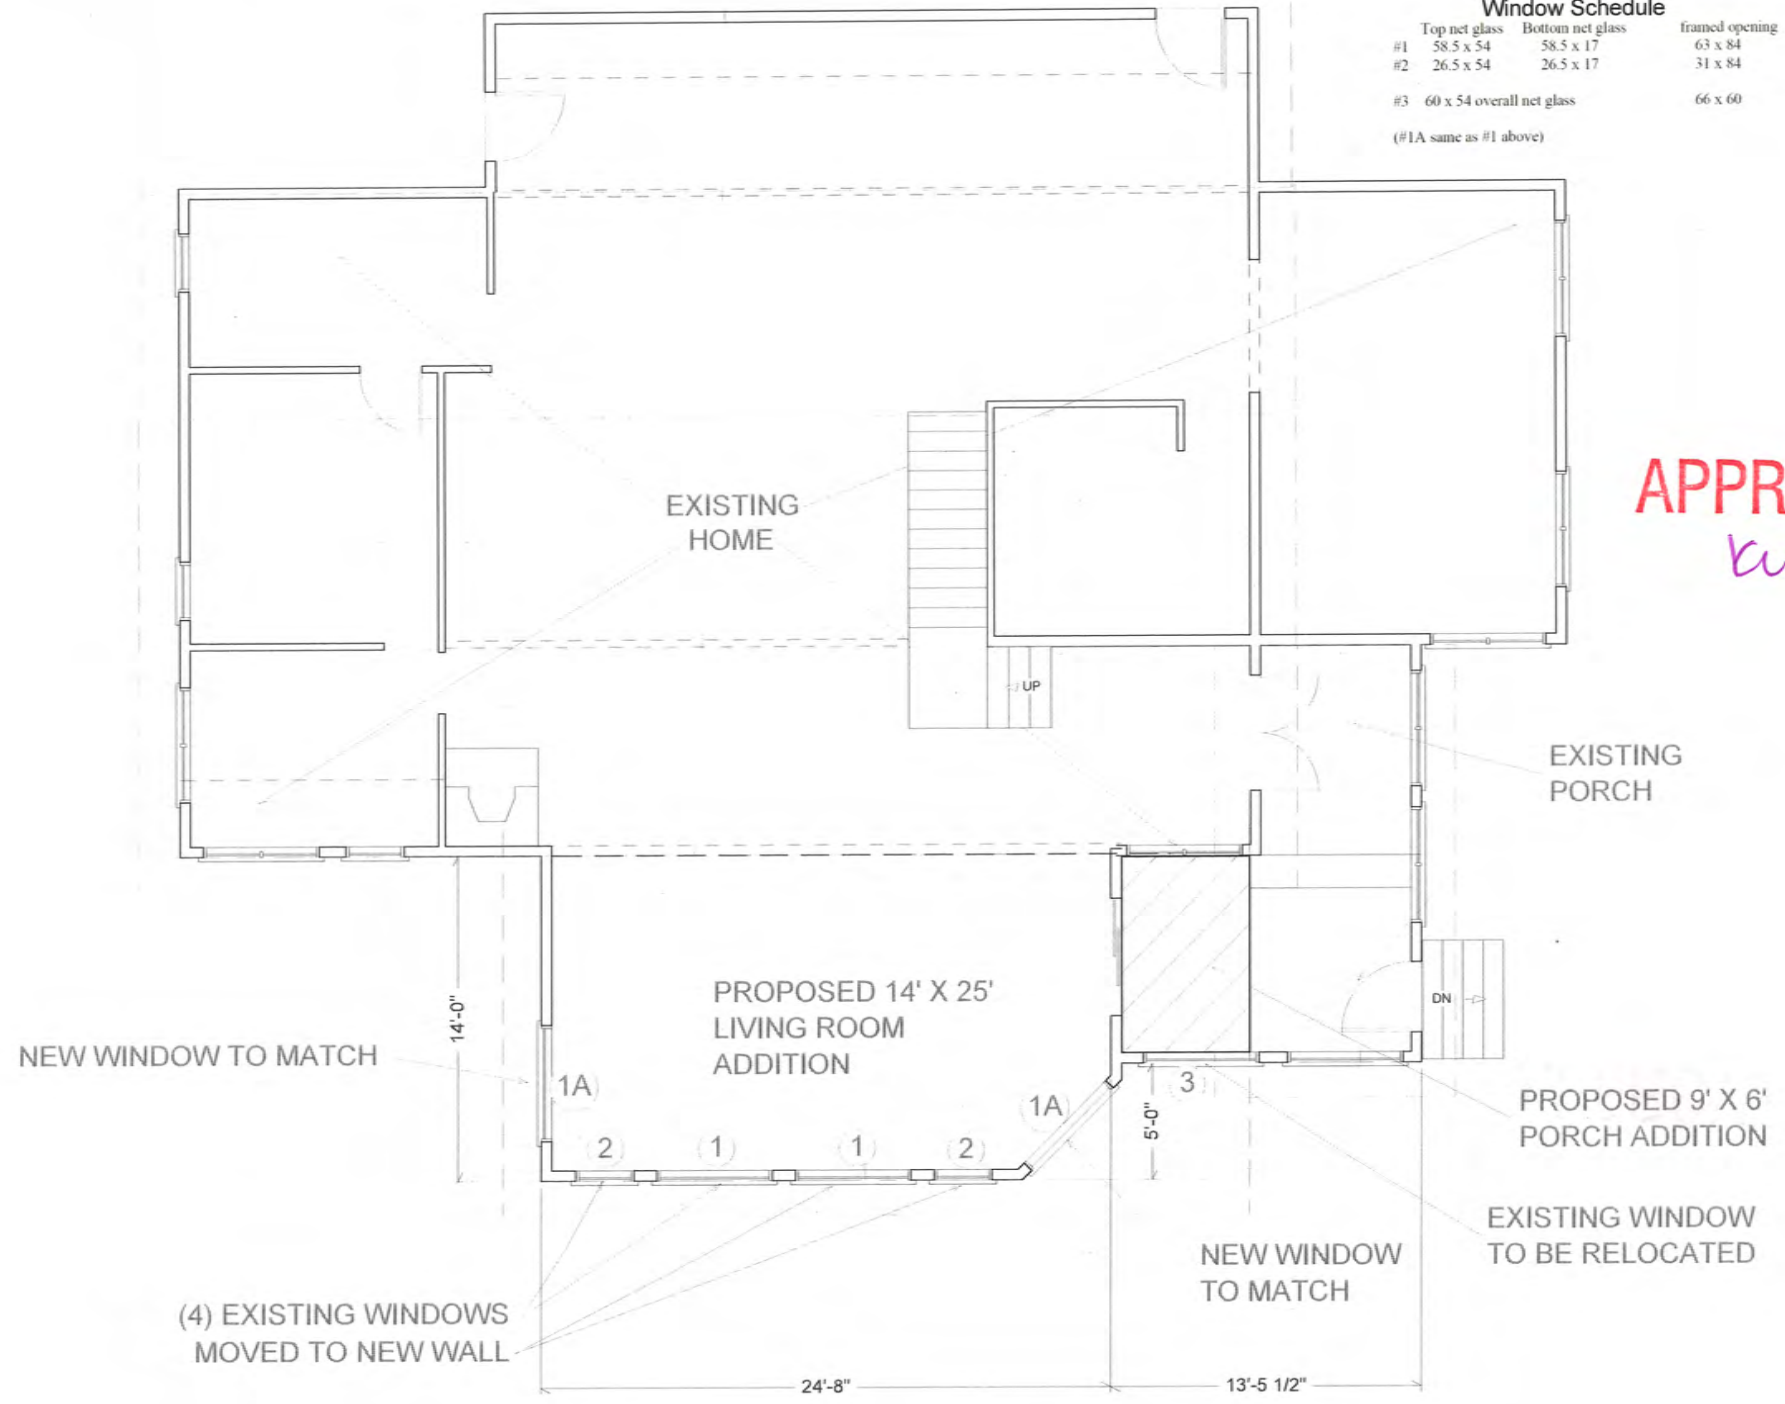 Window Schedule
Top net glass Bottom net glass framed opening
#1 58.5 x 54 58.5 x 17 63 x 84
#2 26.5 x 54 26.5 x 17 31 x 84
#3 60 x 54 overall net glass 66 x 60
(#1A same as #1 above)
APPR
EXISTING
HOME
UP
EXISTING
PORCH
14'-0"
PROPOSED 14' X 25'
LIVING ROOM
ADDITION
DN
NEW WINDOW TO MATCH
1A
1A
3
5'-0"
2
1
1
2
PROPOSED 9' X 6'
PORCH ADDITION
EXISTING WINDOW
TO BE RELOCATED
NEW WINDOW
TO MATCH
(4) EXISTING WINDOWS
MOVED TO NEW WALL
24'-8"
13'-5 1/2"